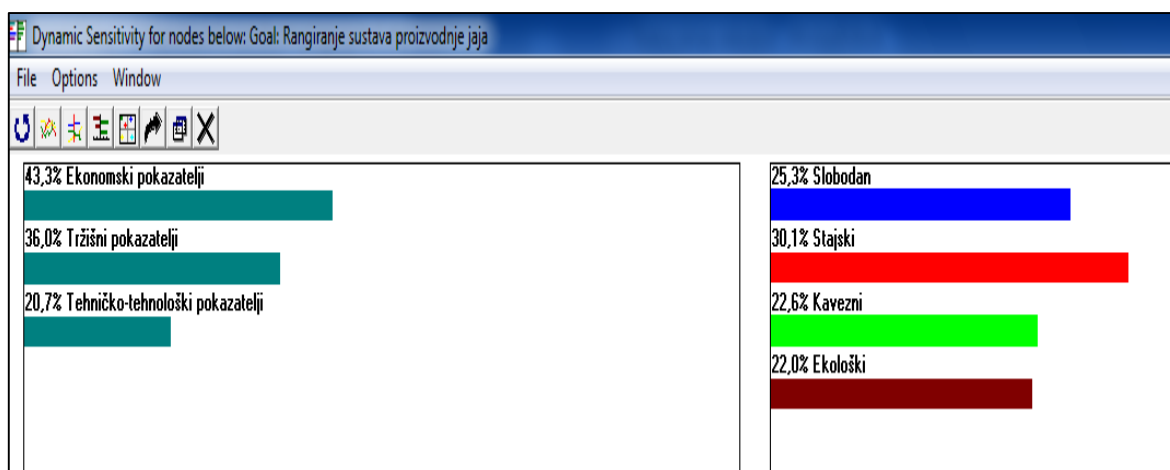 Dynamic Sensitivity for nodes below: Goal: Rangiranje sustava proizvodnje jaja
File Options Window
43,3% Ekonomski pokazatelji
36,0% Tržišni pokazatelji
20,7% Tehničko-tehnološki pokazatelji
25,3% Slobodan
30,1% Stajski
22,6% Kavezni
22,0% Ekološki